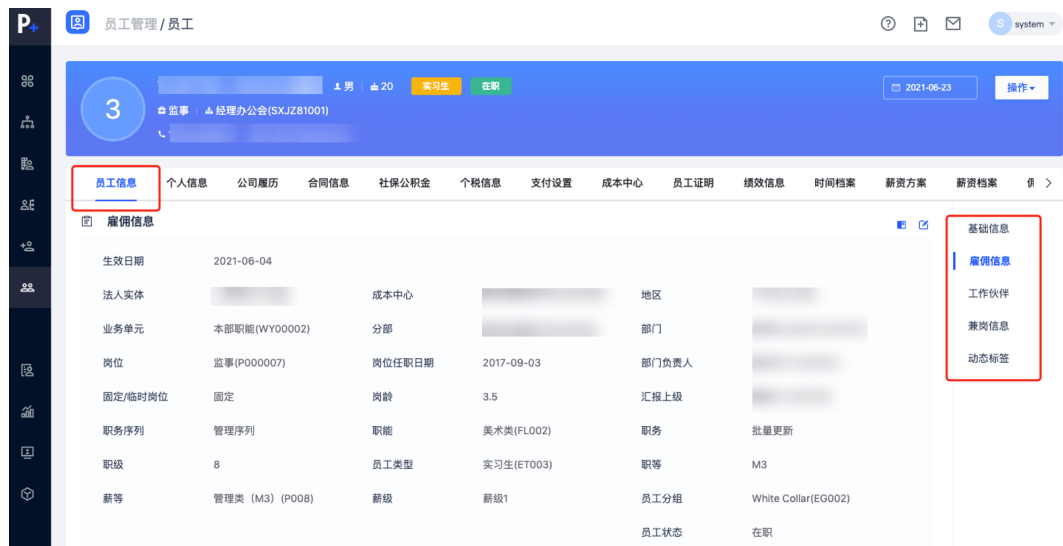 P+
员工管理 / 员工
S system
3
男 20 实习生 在职
2021-06-23 操作
监事 经理办公会(SXJZ81001)
员工信息 个人信息 公司履历 合同信息 社保公积金 个税信息 支付设置 成本中心 员工证明 绩效信息 时间档案 薪资方案 薪资档案
雇佣信息
生效日期 2021-06-04
法人实体 成本中心 地区
业务单元 本部职能(WY00002) 分部 部门
岗位 监事(P000007) 岗位任职日期 2017-09-03 部门负责人
固定/临时岗位 固定 岗龄 3.5 汇报上级
职务序列 管理序列 职能 美术类(FL002) 职务 批量更新
职级 8 员工类型 实习生(ET003) 职等 M3
薪等 管理类（M3）(P008) 薪级 薪级1 员工分组 White Collar(EG002)
员工状态 在职
基础信息
雇佣信息
工作伙伴
兼岗信息
动态标签